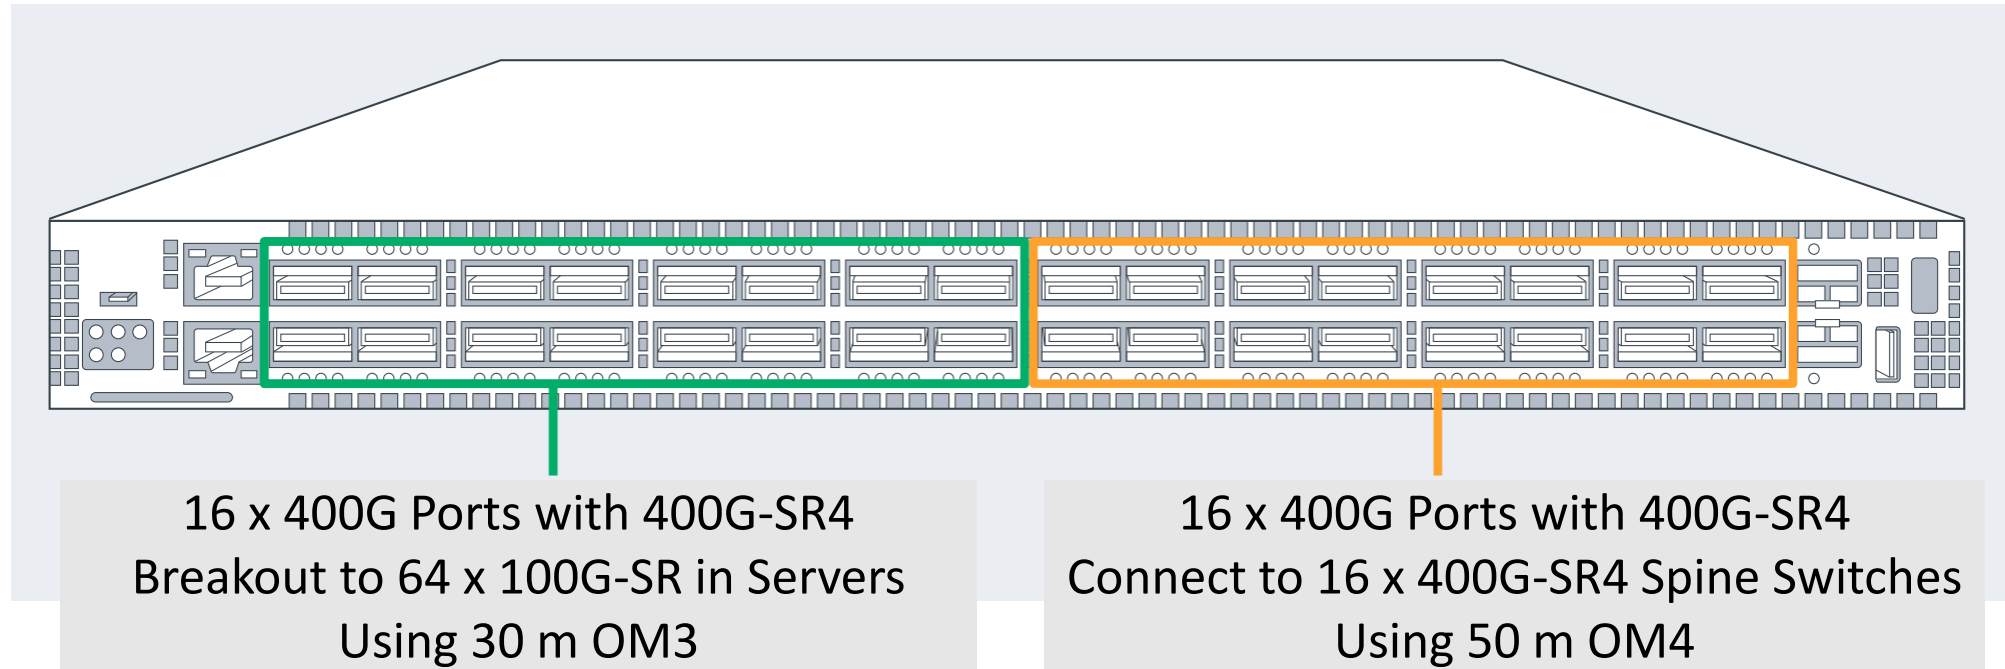 16 x 400G Ports with 400G-SR4
Breakout to 64 x 100G-SR in Servers
Using 30 m OM3
16 x 400G Ports with 400G-SR4
Connect to 16 x 400G-SR4 Spine Switches
Using 50 m OM4